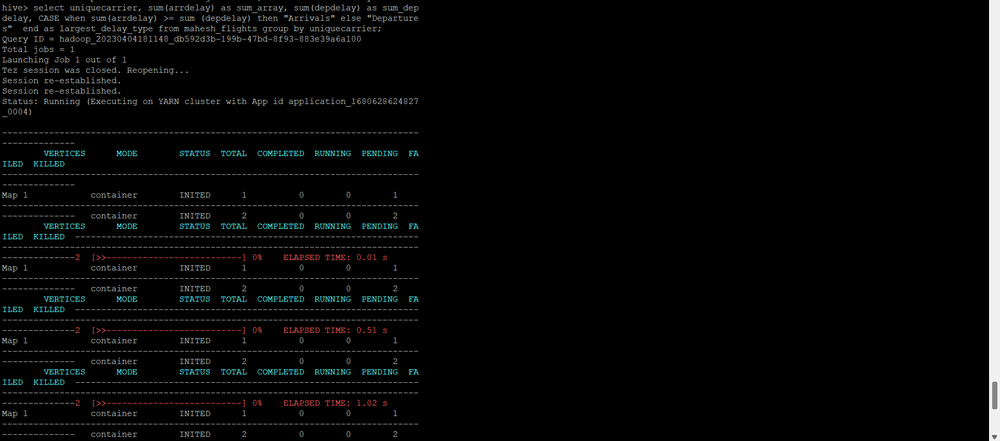 hive> select uniquecarrier, sum(arrdelay) as sum_array, sum(depdelay) as sum_dep
delay, CASE when sum(arrdelay) >= sum (depdelay) then "Arrivals" else "Departure
s"  end as largest_delay_type from mahesh_flights group by uniquecarrier;
Query ID = hadoop_20230404181148_db592d3b-199b-47bd-8f93-883e39a6a100
Total jobs = 1
Launching Job 1 out of 1
Tez session was closed. Reopening...
Session re-established.
Session re-established.
Status: Running (Executing on YARN cluster with App id application_1680628624827
_0004)
--------------------------------------------------------------------------------
--------------
        VERTICES      MODE        STATUS  TOTAL  COMPLETED  RUNNING  PENDING  FA
ILED  KILLED
--------------------------------------------------------------------------------
--------------
Map 1            container        INITED      1          0        0        1
--------------------------------------------------------------------------------
--------------   container        INITED      2          0        0        2
        VERTICES      MODE        STATUS  TOTAL  COMPLETED  RUNNING  PENDING  FA
ILED  KILLED  ------------------------------------------------------------------
--------------------------------------------------------------------------------
--------------2  [>>--------------------------] 0%    ELAPSED TIME: 0.01 s
Map 1            container        INITED      1          0        0        1
--------------------------------------------------------------------------------
--------------   container        INITED      2          0        0        2
        VERTICES      MODE        STATUS  TOTAL  COMPLETED  RUNNING  PENDING  FA
ILED  KILLED  ------------------------------------------------------------------
--------------------------------------------------------------------------------
--------------2  [>>--------------------------] 0%    ELAPSED TIME: 0.51 s
Map 1            container        INITED      1          0        0        1
--------------------------------------------------------------------------------
--------------   container        INITED      2          0        0        2
        VERTICES      MODE        STATUS  TOTAL  COMPLETED  RUNNING  PENDING  FA
ILED  KILLED  ------------------------------------------------------------------
--------------------------------------------------------------------------------
--------------2  [>>--------------------------] 0%    ELAPSED TIME: 1.02 s
Map 1            container        INITED      1          0        0        1
--------------------------------------------------------------------------------
--------------   container        INITED      2          0        0        2